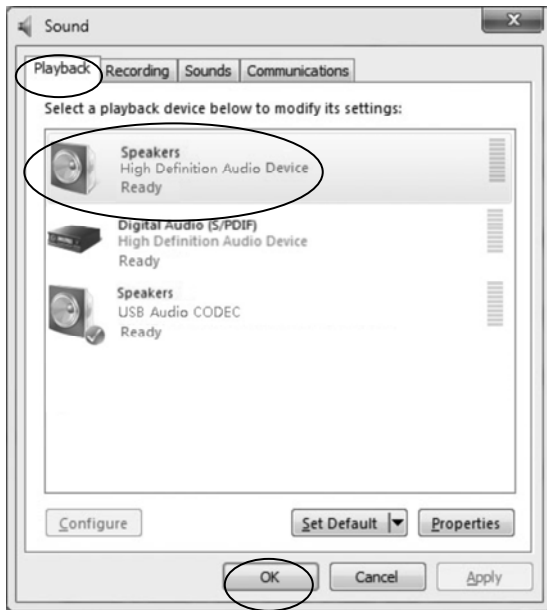 Sound
Playback Recording Sounds Communications
Select a playback device below to modify its settings:
Speakers
High Definition Audio Device
Ready
Digital Audio (S/PDIF)
High Definition Audio Device
Ready
Speakers
USB Audio CODEC
Ready
Configure Set Default Properties
OK Cancel Apply